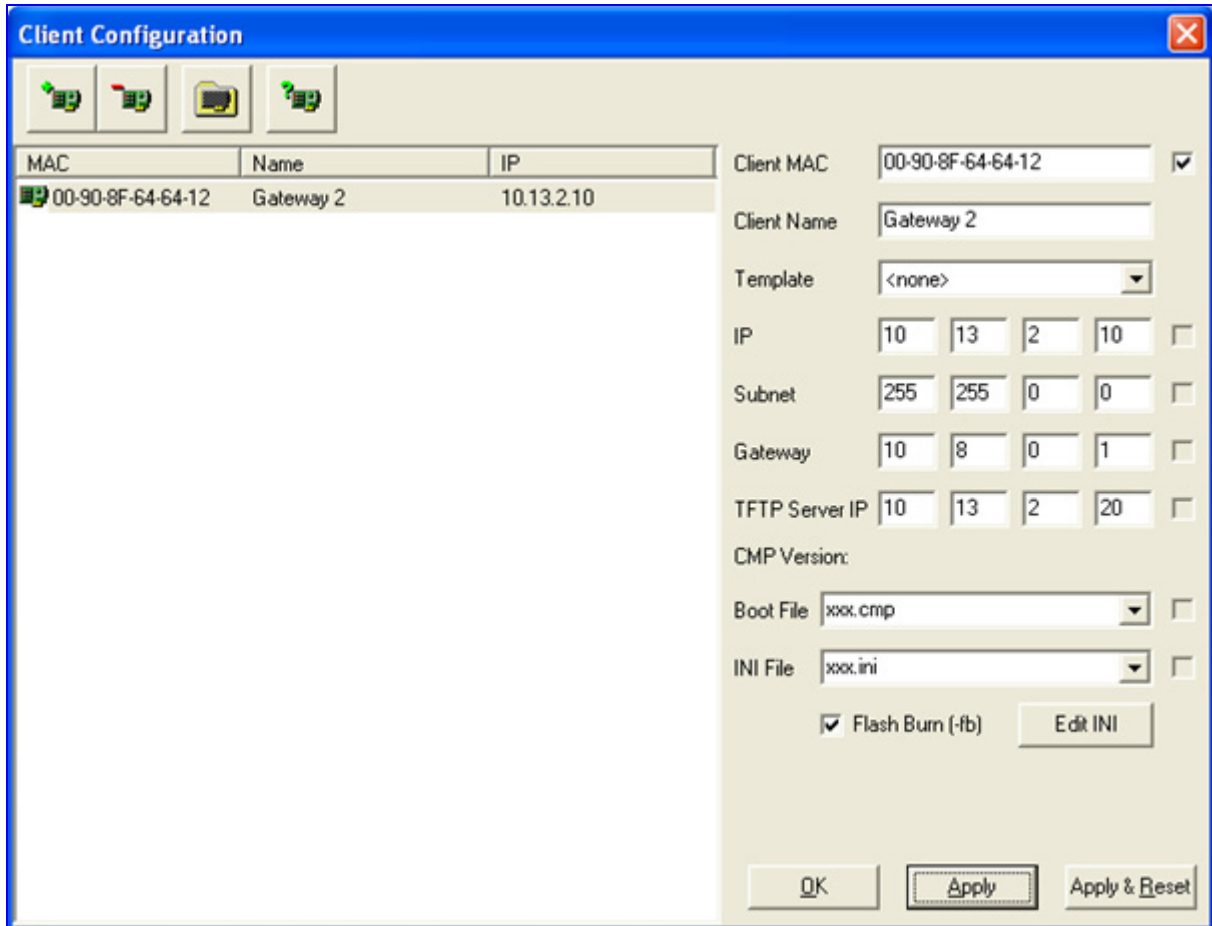 Client Configuration
MAC Name IP
00-90-8F-64-64-12 Gateway 2 10.13.2.10
Client MAC 00-90-8F-64-64-12
Client Name Gateway 2
Template <none>
IP 10 13 2 10
Subnet 255 255 0 0
Gateway 10 8 0 1
TFTP Server IP 10 13 2 20
CMP Version:
Boot File xxx.cmp
INI File xxx.ini
Flash Burn (-fb) Edit INI
OK Apply Apply & Reset